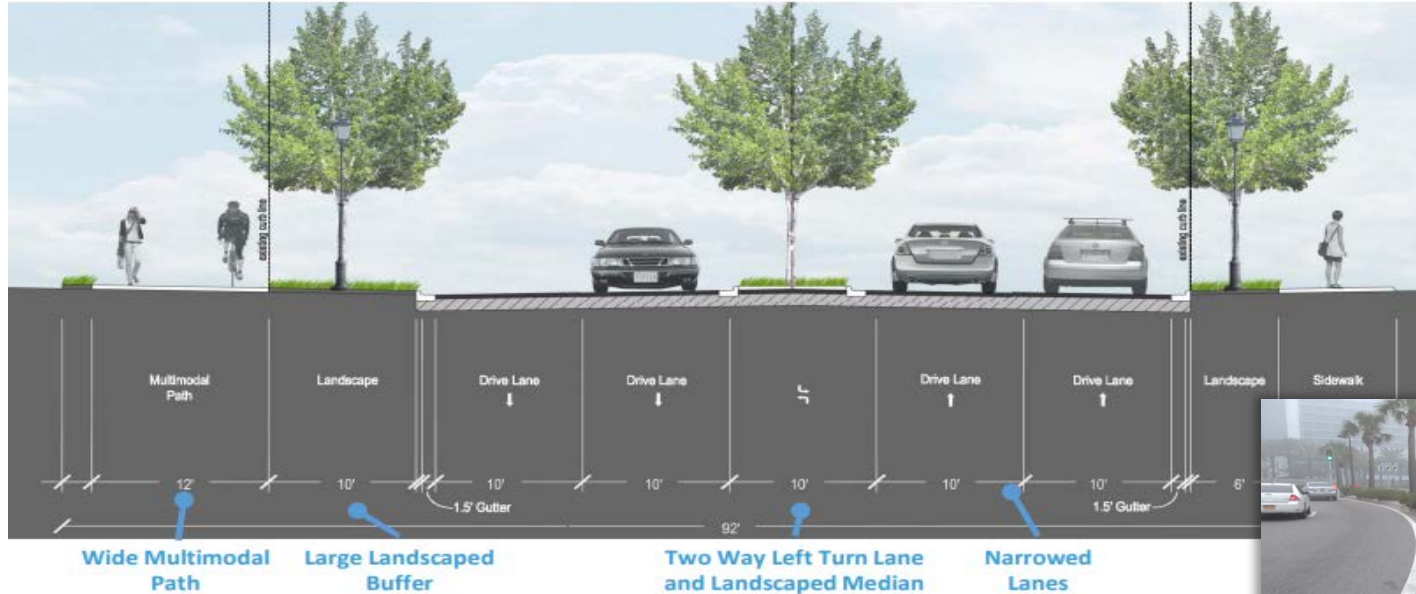 existing curb line
existing curb line
Multimodal
Path
Landscape
Drive Lane
Drive Lane
Drive Lane
Drive Lane
Landscape
Sidewalk
12'
10'
10'
10'
10'
10'
10'
6'
1.5' Gutter
1.5' Gutter
92'
Wide Multimodal
Path
Large Landscaped
Buffer
Two Way Left Turn Lane
and Landscaped Median
Narrowed
Lanes